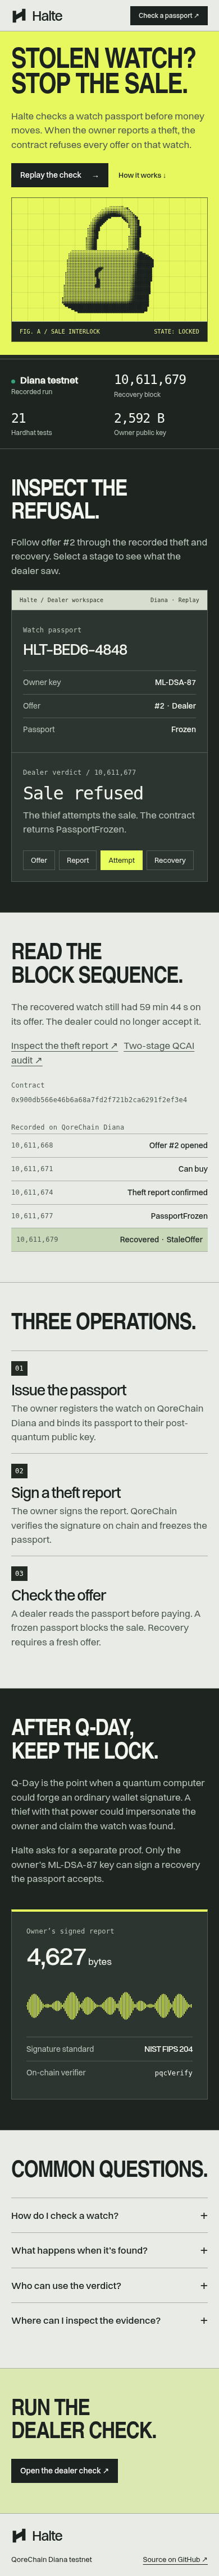 Halte
Check a passport ↗
STOLEN WATCH?
STOP THE SALE.
Halte checks a watch passport before money
moves. When the owner reports a theft, the
contract refuses every offer on that watch.
Replay the check →
How it works ↓
FIG. A / SALE INTERLOCK
STATE: LOCKED
Diana testnet
Recorded run
10,611,679
Recovery block
21
Hardhat tests
2,592 B
Owner public key
INSPECT THE
REFUSAL.
Follow offer #2 through the recorded theft and
recovery. Select a stage to see what the
dealer saw.
Halte / Dealer workspace
Diana · Replay
Watch passport
HLT-BED6-4848
Owner key
ML-DSA-87
Offer
#2 · Dealer
Passport
Frozen
Dealer verdict / 10,611,677
Sale refused
The thief attempts the sale. The contract
returns PassportFrozen.
Offer
Report
Attempt
Recovery
READ THE
BLOCK SEQUENCE.
The recovered watch still had 59 min 44 s on
its offer. The dealer could no longer accept it.
Inspect the theft report ↗ Two-stage QCAI
audit ↗
Contract
0x900db566e46b6a68a7fd2f721b2ca6291f2ef3e4
Recorded on QoreChain Diana
10,611,668
Offer #2 opened
10,611,671
Can buy
10,611,674
Theft report confirmed
10,611,677
PassportFrozen
10,611,679
Recovered · StaleOffer
THREE OPERATIONS.
01
Issue the passport
The owner registers the watch on QoreChain
Diana and binds its passport to their post-
quantum public key.
02
Sign a theft report
The owner signs the report. QoreChain
verifies the signature on chain and freezes the
passport.
03
Check the offer
A dealer reads the passport before paying. A
frozen passport blocks the sale. Recovery
requires a fresh offer.
AFTER Q-DAY,
KEEP THE LOCK.
Q-Day is the point when a quantum computer
could forge an ordinary wallet signature. A
thief with that power could impersonate the
owner and claim the watch was found.
Halte asks for a separate proof. Only the
owner's ML-DSA-87 key can sign a recovery
the passport accepts.
Owner's signed report
4,627 bytes
Signature standard
NIST FIPS 204
On-chain verifier
pqcVerify
COMMON QUESTIONS.
How do I check a watch? +
What happens when it's found? +
Who can use the verdict? +
Where can I inspect the evidence? +
RUN THE
DEALER CHECK.
Open the dealer check ↗
Halte
QoreChain Diana testnet
Source on GitHub ↗